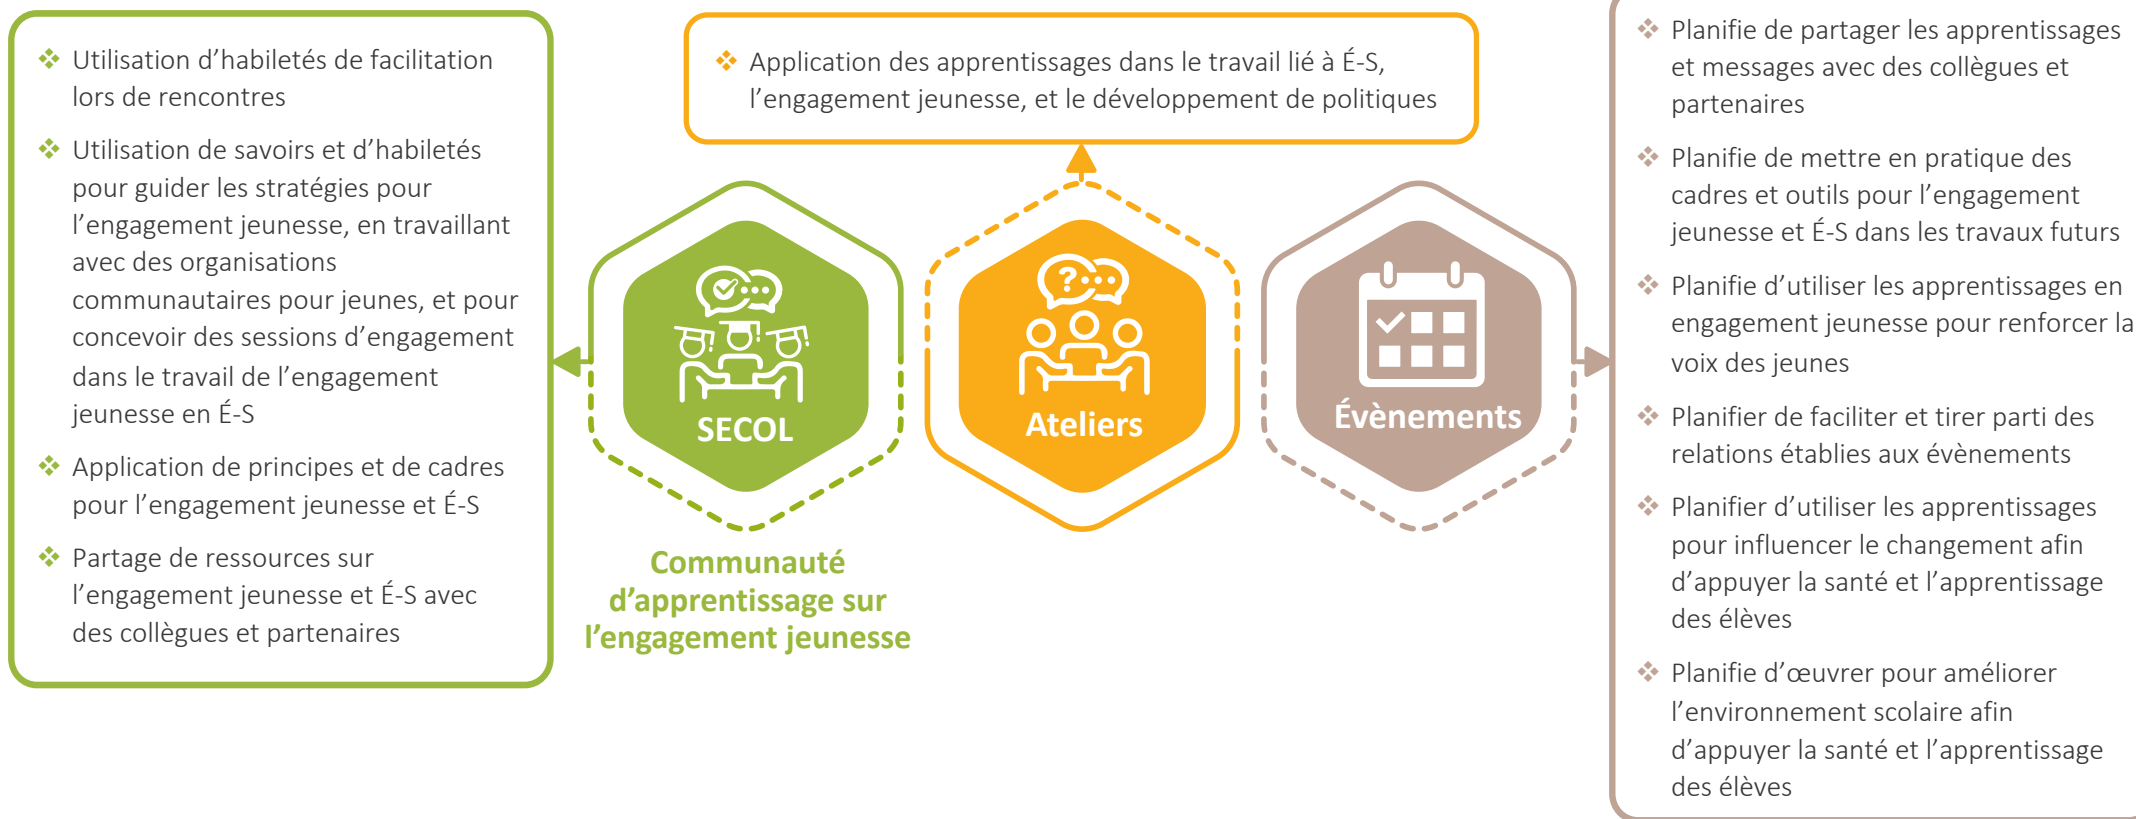 ❖ Utilisation d’habiletés de facilitation
lors de rencontres
❖ Utilisation de savoirs et d’habiletés
pour guider les stratégies pour
l’engagement jeunesse, en travaillant
avec des organisations
communautaires pour jeunes, et pour
concevoir des sessions d’engagement
dans le travail de l’engagement
jeunesse en É-S
❖ Application de principes et de cadres
pour l’engagement jeunesse et É-S
❖ Partage de ressources sur
l’engagement jeunesse et É-S avec
des collègues et partenaires
❖ Application des apprentissages dans le travail lié à É-S,
l’engagement jeunesse, et le développement de politiques
SECOL
Communauté
d’apprentissage sur
l’engagement jeunesse
Ateliers
Évènements
❖ Planifie de partager les apprentissages
et messages avec des collègues et
partenaires
❖ Planifie de mettre en pratique des
cadres et outils pour l’engagement
jeunesse et É-S dans les travaux futurs
❖ Planifie d’utiliser les apprentissages en
engagement jeunesse pour renforcer la
voix des jeunes
❖ Planifier de faciliter et tirer parti des
relations établies aux évènements
❖ Planifier d’utiliser les apprentissages
pour influencer le changement afin
d’appuyer la santé et l’apprentissage
des élèves
❖ Planifie d’œuvrer pour améliorer
l’environnement scolaire afin
d’appuyer la santé et l’apprentissage
des élèves